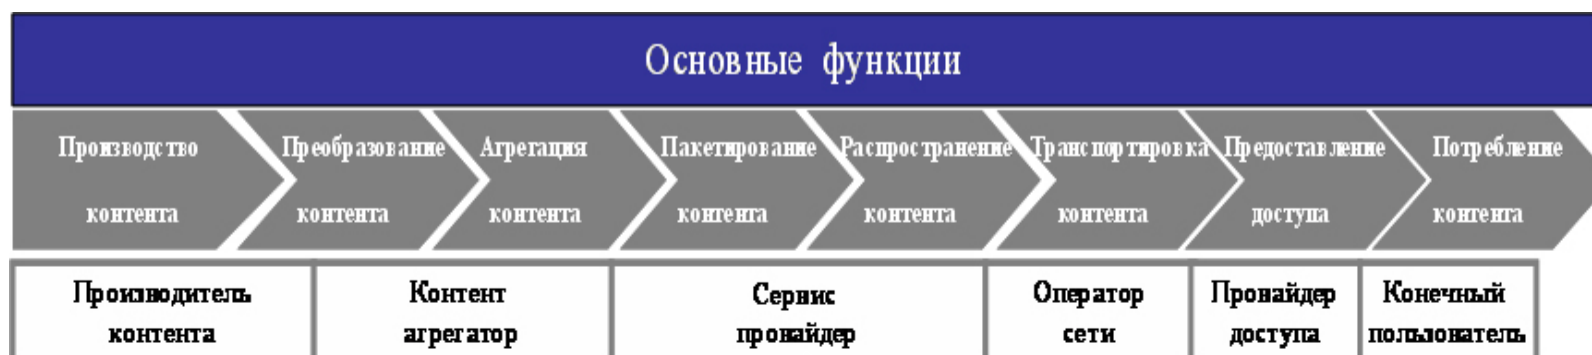 Основные функции
Производство Преобразование Агрегация Пакетирование Распространение Транспортировка Предоставление Потребление
контента контента контента контента контента контента доступа контента
Производитель Контент Сервис Оператор Провайдер Конечный
контента агрегатор провайдер сети доступа пользователь